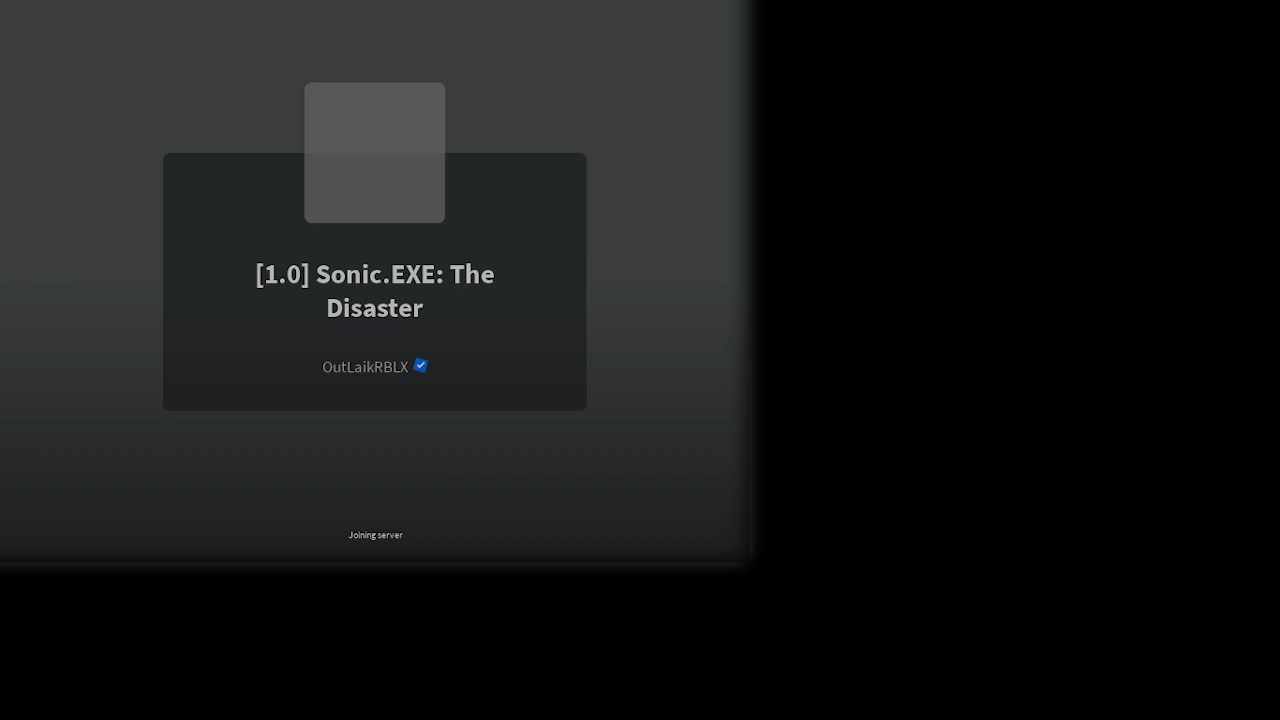 [1.0] Sonic.EXE: The
Disaster
OutLaikRBLX
Joining server